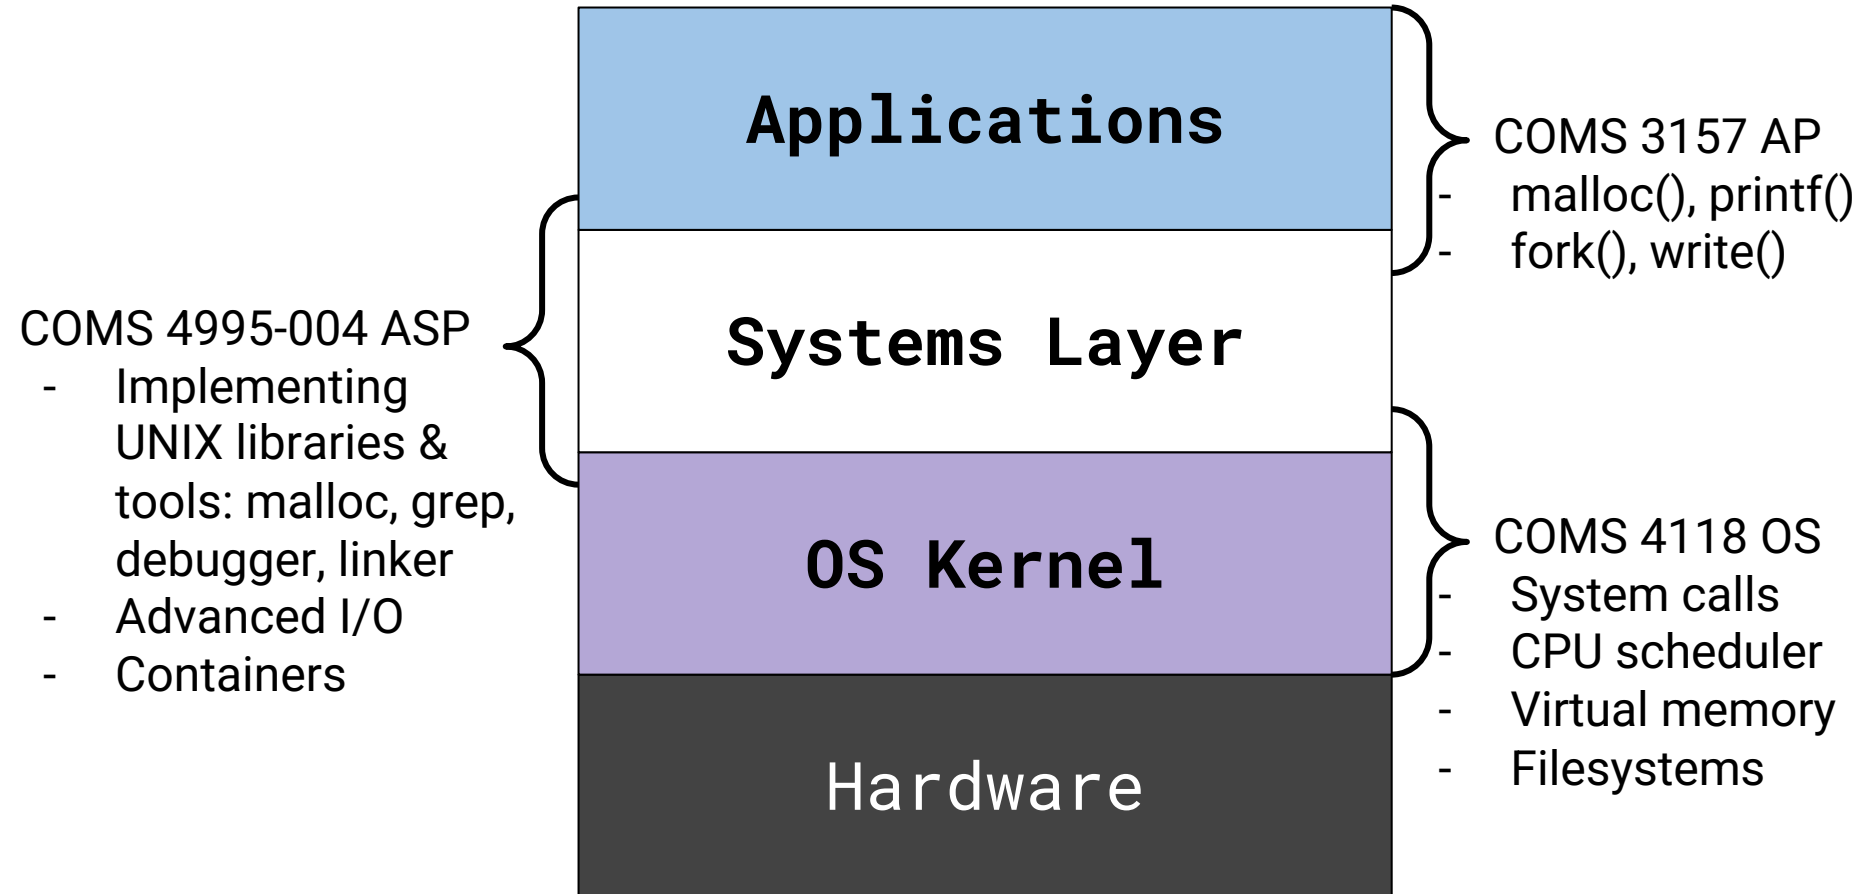 Applications
Systems Layer
OS Kernel
Hardware
COMS 3157 AP
- malloc(), printf()
- fork(), write()
COMS 4995-004 ASP
- Implementing
UNIX libraries &
tools: malloc, grep,
debugger, linker
- Advanced I/O
- Containers
COMS 4118 OS
- System calls
- CPU scheduler
- Virtual memory
- Filesystems